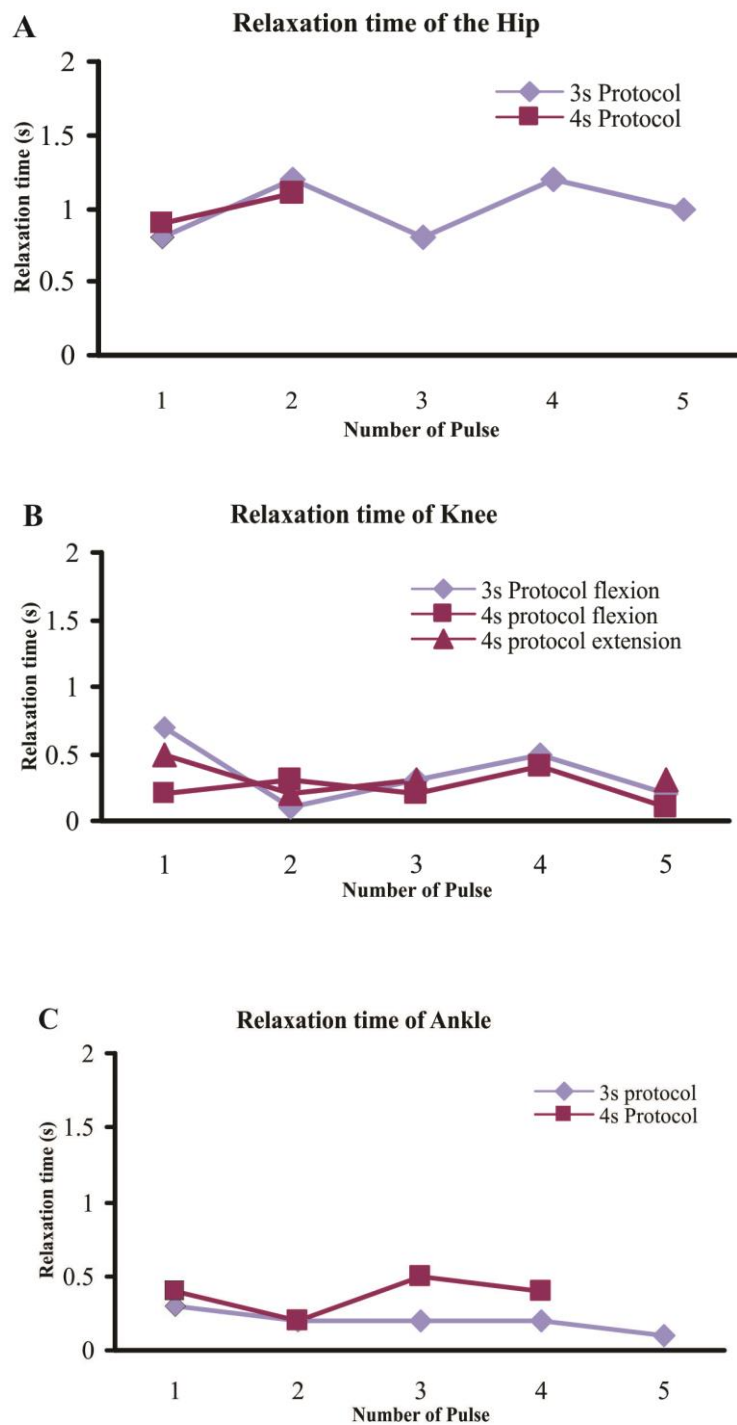 A
Relaxation time of the Hip
2
1.5
1
0.5
0
Relaxation time (s)
3s Protocol
4s Protocol
1 2 3 4 5
Number of Pulse
B
Relaxation time of Knee
2
1.5
1
0.5
0
Relaxation time (s)
3s Protocol flexion
4s protocol flexion
4s protocol extension
1 2 3 4 5
Number of Pulse
C
Relaxation time of Ankle
2
1.5
1
0.5
0
Relaxation time (s)
3s protocol
4s Protocol
1 2 3 4 5
Number of Pulse